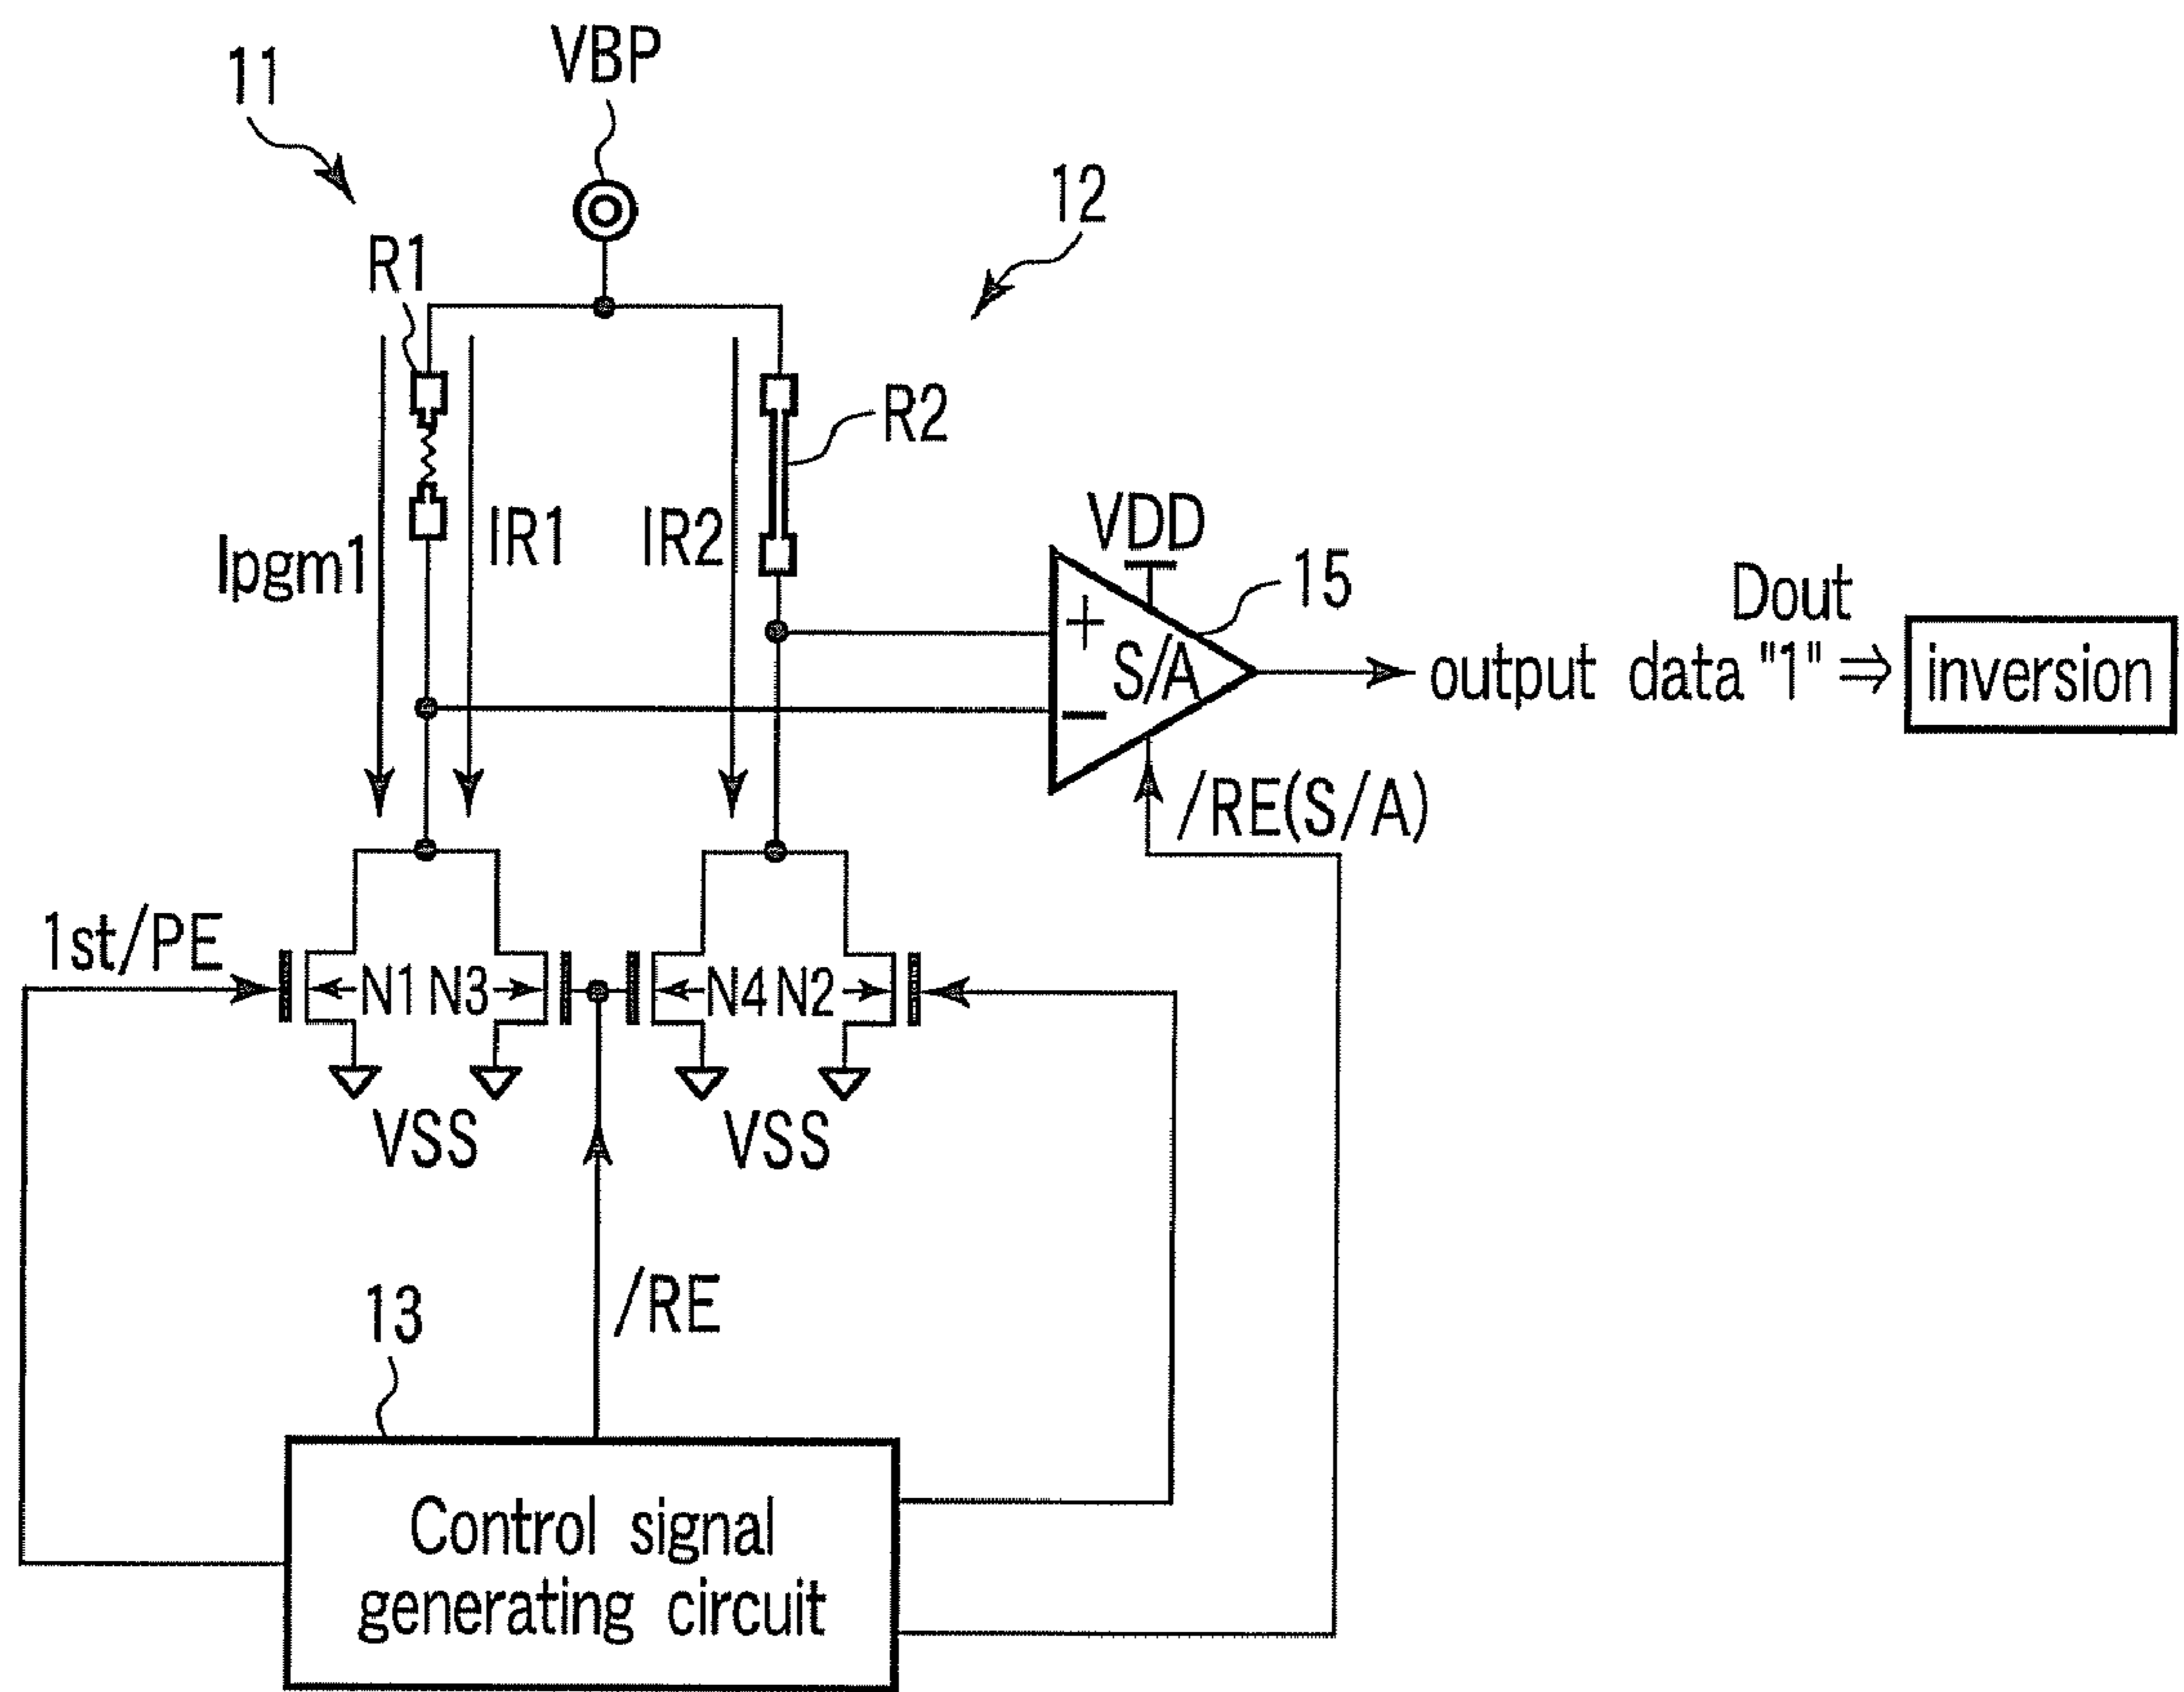 11
VBP
12
R1
R2
Ipgm1
IR1
IR2
VDD
15
+
S/A
−
Dout
output data "1" ⇒ inversion
/RE(S/A)
1st/PE
N1
N3
N4
N2
VSS
VSS
/RE
13
Control signal
generating circuit